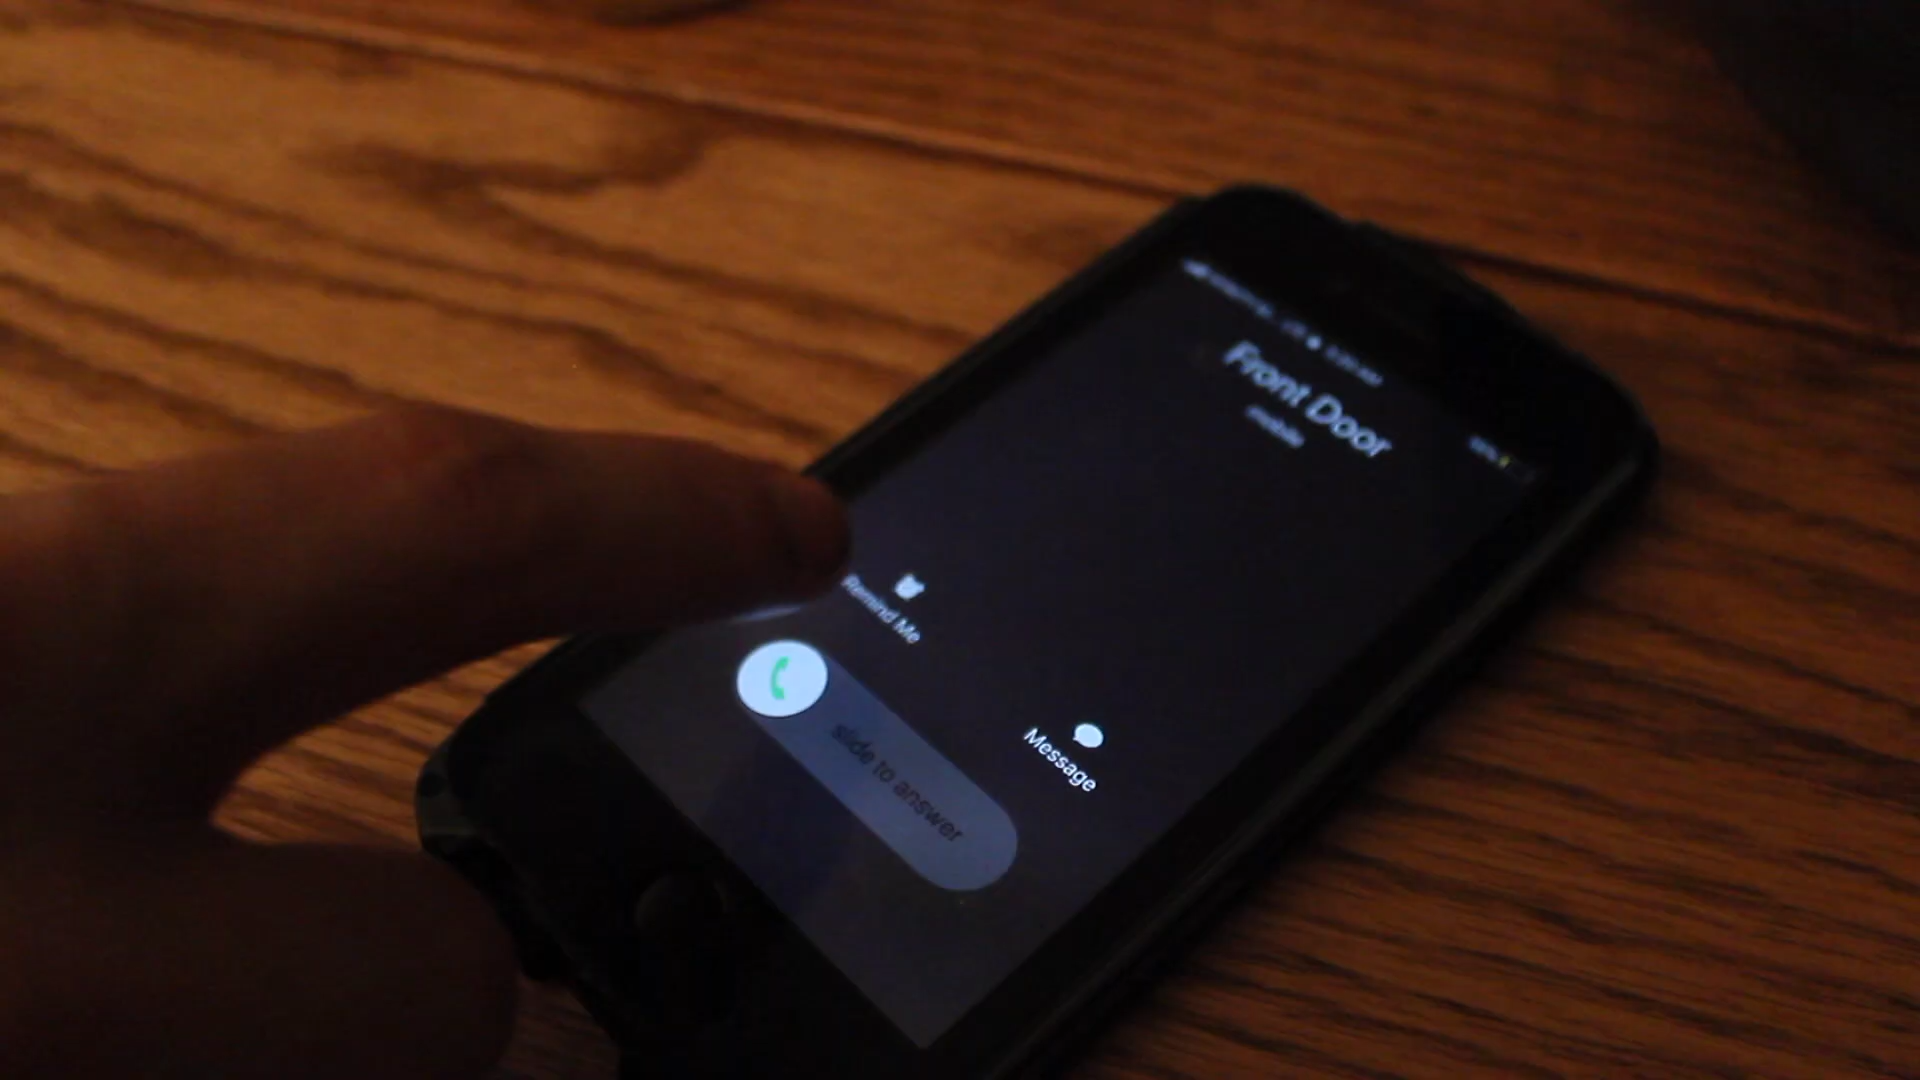 Front Door
mobile
Remind Me
Message
slide to answer